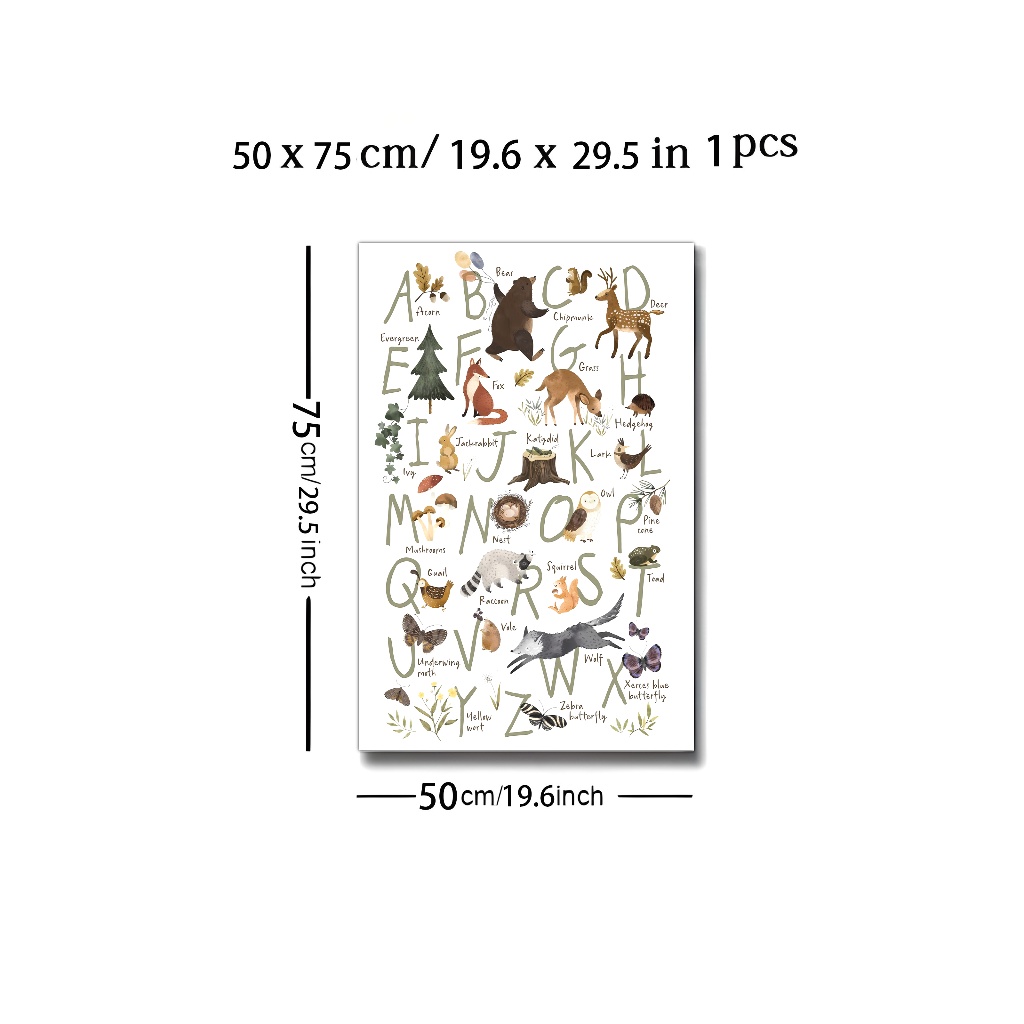 50 x 75 cm/ 19.6 x 29.5 in 1 pcs
75cm/29.5 inch
A
Acorn
B
Bear
C
Chipmunk
D
Deer
E
Evergreen
F
Fox
G
Grass
H
Hedgehog
I
Ivy
J
Jackrabbit
K
Katydid
L
Lark
M
Mushrooms
N
Nest
O
Owl
P
Pine
cone
Q
Quail
R
Raccoon
S
Squirrel
T
Toad
U
Underwing
moth
V
Vole
W
Wolf
X
Xerces blue
butterfly
Y
Yellow
wort
Z
Zebra
butterfly
50cm/19.6inch